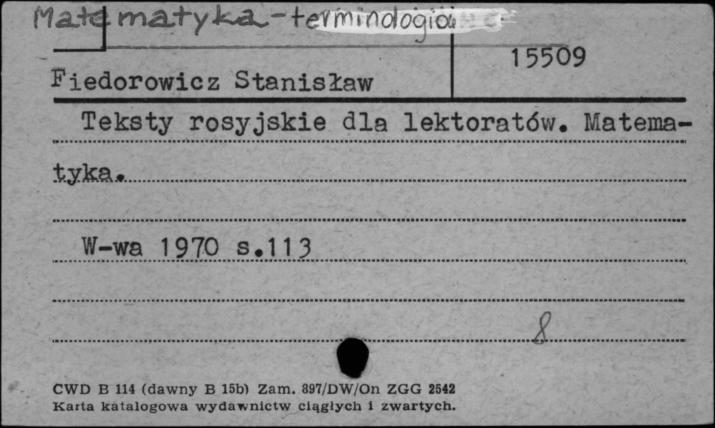 Matematyka-terminologia
15509
Fiedorowicz Stanisław
Teksty rosyjskie dla lektoratów. Matema-
tyka.
W-wa 1970 s.113
8
CWD B 114 (dawny B 15b) Zam. 897/DW/On ZGG 2542
Karta katalogowa wydawnictw ciągłych i zwartych.